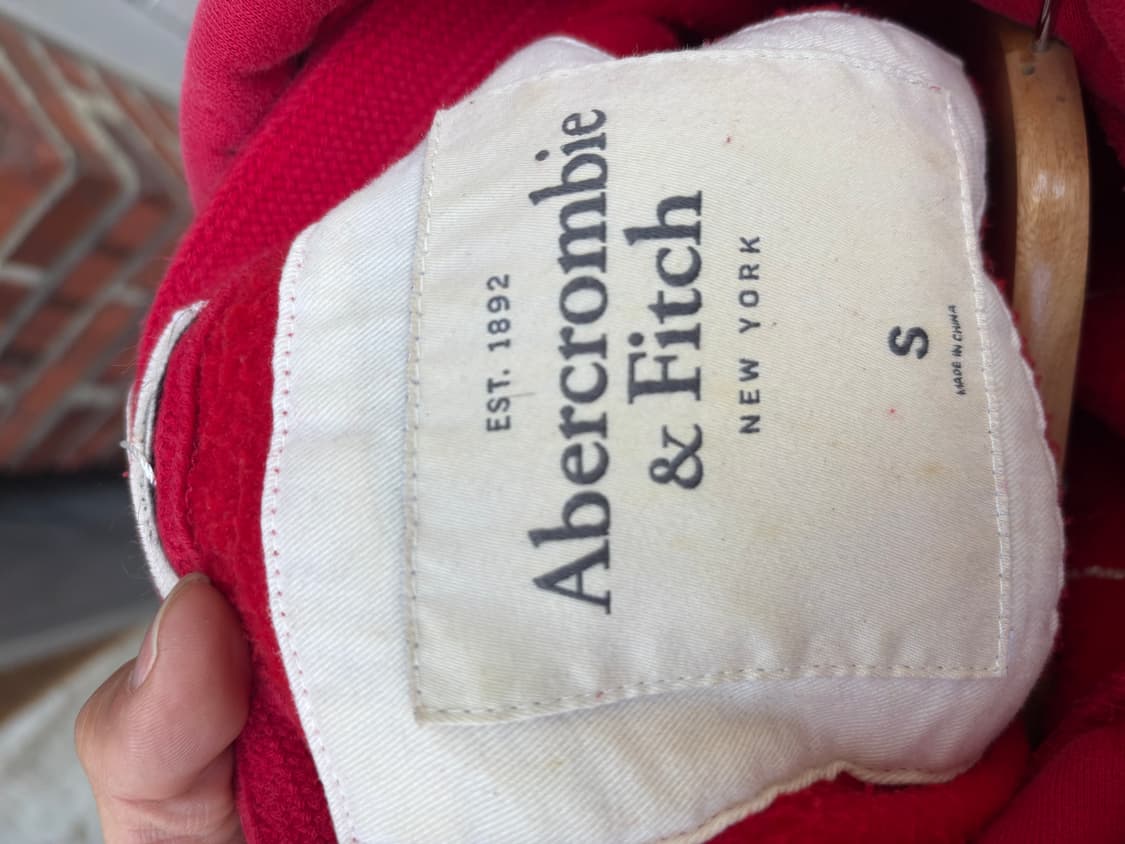 EST. 1892
Abercrombie
& Fitch
NEW YORK
S
MADE IN CHINA